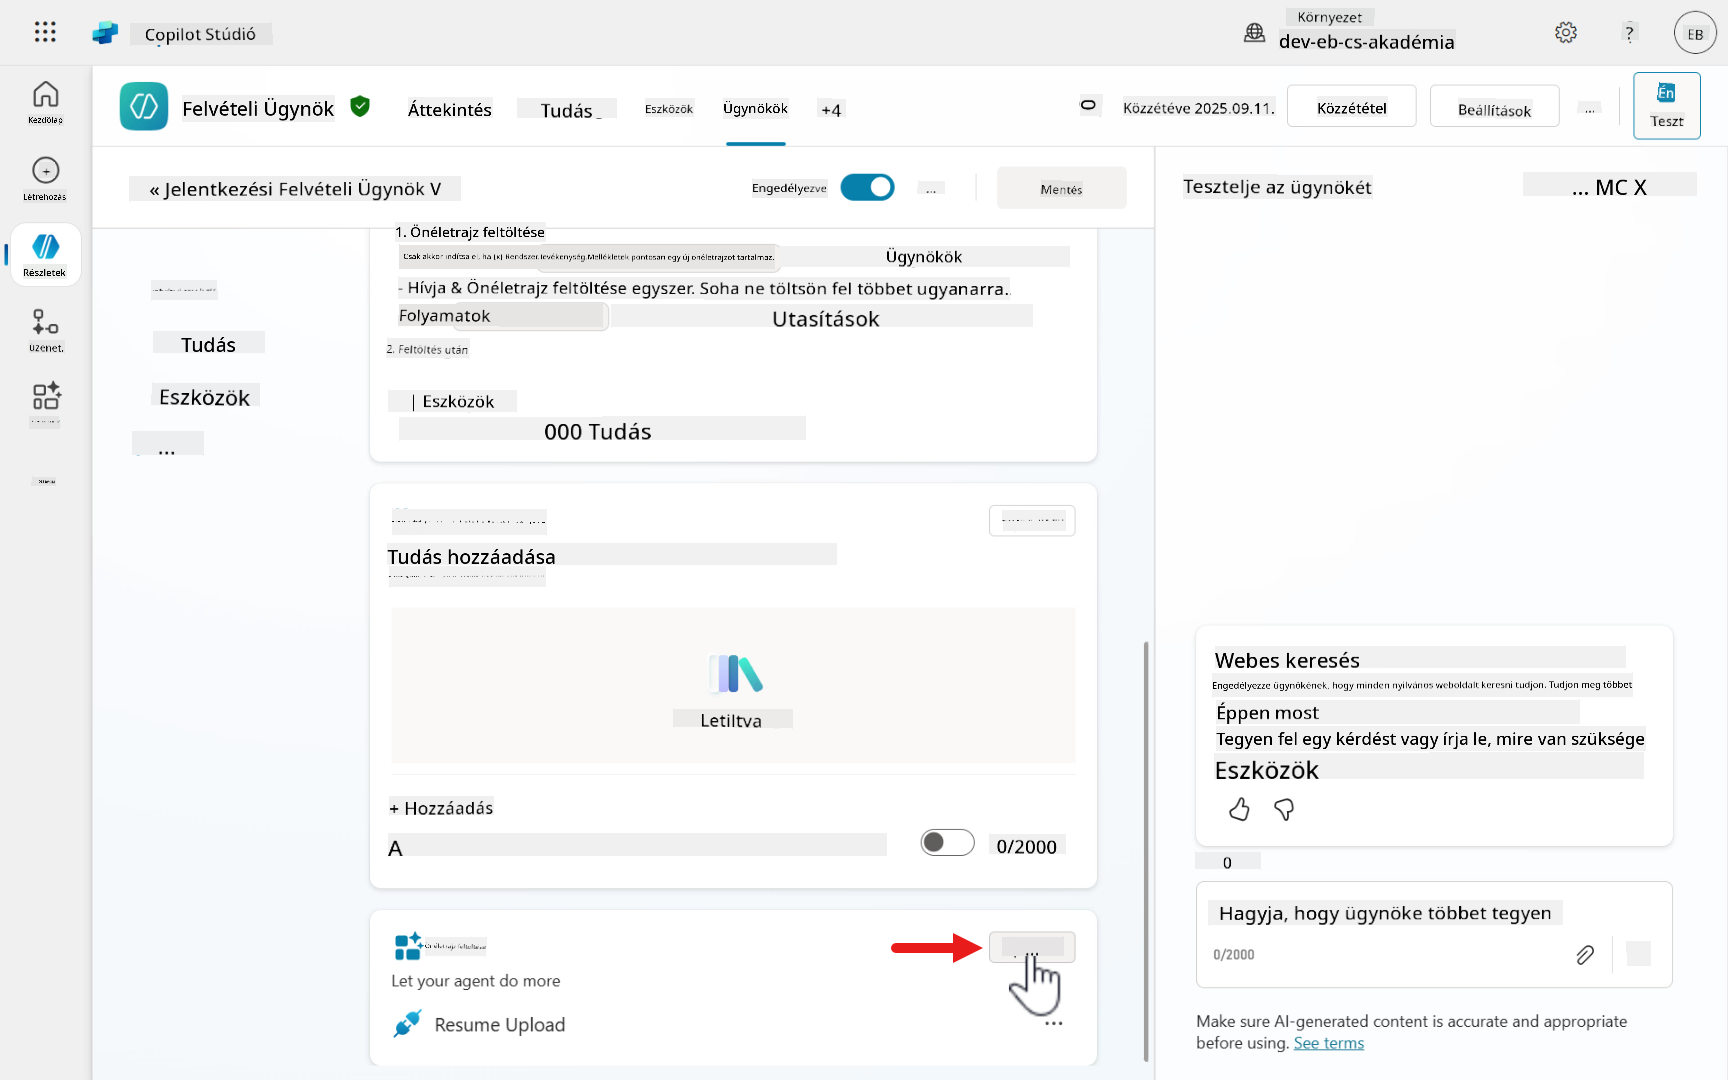 Copilot Stúdió
Környezet
dev-eb-cs-akadémia
?
EB
Kezdőlap
Létrehozás
Részletek
üzenet.
Felvételi Ügynök
Áttekintés
Tudás
Eszközök
Ügynökök
+4
Közzétéve 2025.09.11.
Közzététel
Beállítások
...
Én
Teszt
« Jelentkezési Felvételi Ügynök V
Engedélyezve
...
Mentés
Tesztelje az ügynökét
... MC X
Tudás
Eszközök
...
1. Önéletrajz feltöltése
Csak akkor indítsa el, ha [x] Rendszer.Tevékenység.Mellékletek pontosan egy új önéletrajzot tartalmaz.
Ügynökök
- Hívja & Önéletrajz feltöltése egyszer. Soha ne töltsön fel többet ugyanarra..
Folyamatok
Utasítások
2. Feltöltés után
| Eszközök
000 Tudás
Tudás hozzáadása
Letiltva
+ Hozzáadás
A
0/2000
Önéletrajz feltöltése
...
Let your agent do more
Resume Upload
...
Webes keresés
Engedélyezze ügynökének, hogy minden nyilvános weboldalt keresni tudjon. Tudjon meg többet
Éppen most
Tegyen fel egy kérdést vagy írja le, mire van szüksége
Eszközök
0
Hagyja, hogy ügynöke többet tegyen
0/2000
Make sure AI-generated content is accurate and appropriate
before using. See terms